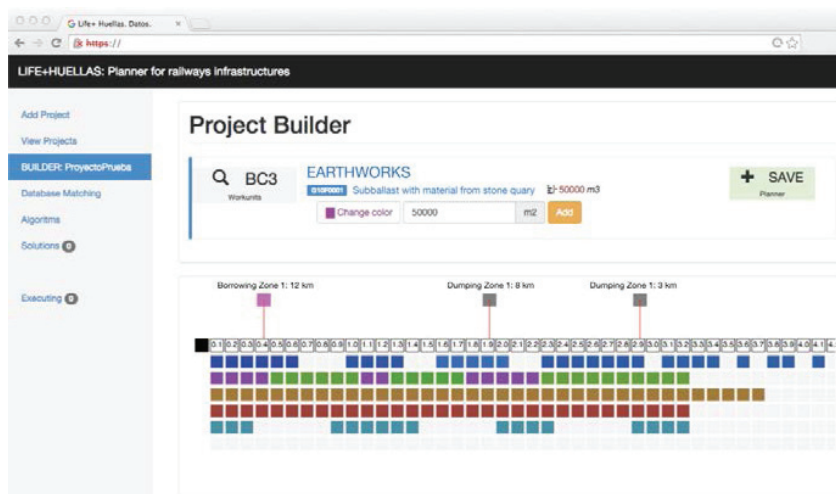 Life+ Huellas. Datos.
https://
LIFE+HUELLAS: Planner for railways infrastructures
Add Project
View Projects
BUILDER: ProyectoPrueba
Database Matching
Algoritms
Solutions 0
Executing 0
Project Builder
BC3
Workunits
EARTHWORKS
Subballast with material from stone quary 50000 m3
Change color 50000 m2 Add
+ SAVE
Planner
Borrowing Zone 1: 12 km Dumping Zone 1: 8 km Dumping Zone 1: 3 km
0.1 0.2 0.3 0.4 0.5 0.6 0.7 0.8 0.9 1.0 1.1 1.2 1.3 1.4 1.5 1.6 1.7 1.8 1.9 2.0 2.1 2.2 2.3 2.4 2.5 2.6 2.7 2.8 2.9 3.0 3.1 3.2 3.3 3.4 3.5 3.6 3.7 3.8 3.9 4.0 4.1 4.